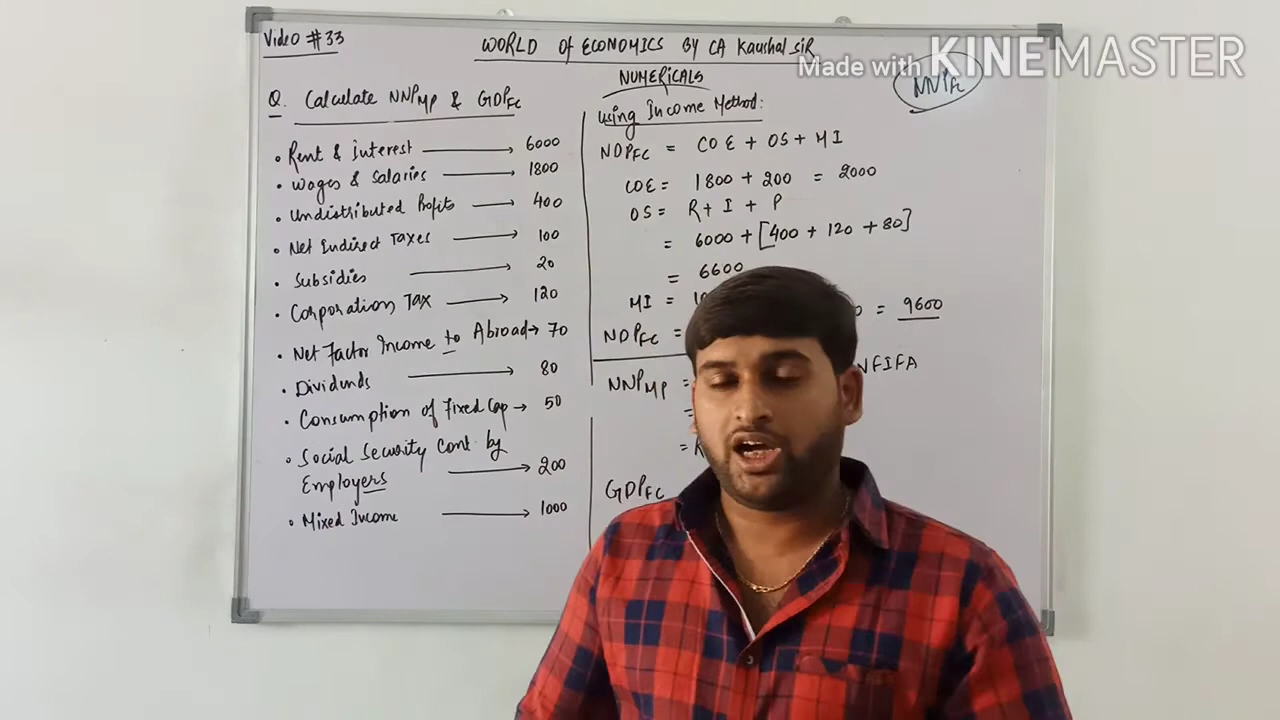 Video #33
WORLD of ECONOMICS BY CA Kaushal SIR
Made with KINEMASTER
NUMERICALS
NNPFC
Q. Calculate NNPMP & GDPFC
• Rent & interest → 6000
• Wages & Salaries → 1800
• Undistributed Profits → 400
• Net Indirect Taxes → 100
• Subsidies → 20
• Corporation Tax → 120
• Net Factor Income to Abroad → 70
• Dividends → 80
• Consumption of Fixed Cap → 50
• Social Security Cont. by
Employers → 200
• Mixed Income → 1000
Using Income Method:
NDPFC = COE + OS + MI
COE = 1800 + 200 = 2000
OS = R + I + P
= 6000 + [400 + 120 + 80]
= 6600
MI =
NDPFC = = 9600
NNPMP = NFIFA
=
=
GDPFC